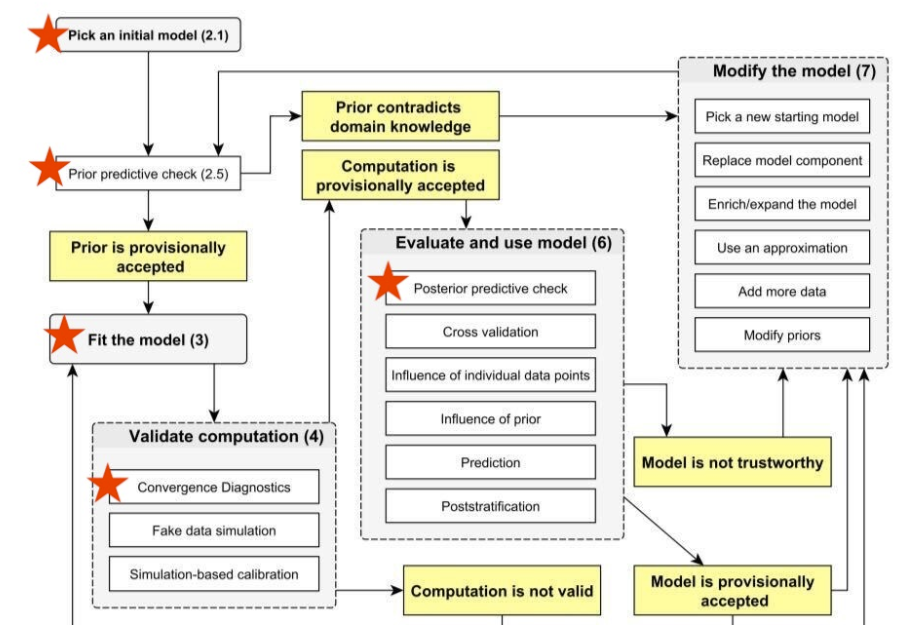 Pick an initial model (2.1)
Modify the model (7)
Prior contradicts
domain knowledge
Pick a new starting model
Computation is
provisionally accepted
Replace model component
Prior predictive check (2.5)
Enrich/expand the model
Prior is provisionally
accepted
Evaluate and use model (6)
Use an approximation
Posterior predictive check
Add more data
Cross validation
Modify priors
Fit the model (3)
Influence of individual data points
Influence of prior
Validate computation (4)
Prediction
Model is not trustworthy
Convergence Diagnostics
Poststratification
Fake data simulation
Simulation-based calibration
Computation is not valid
Model is provisionally
accepted